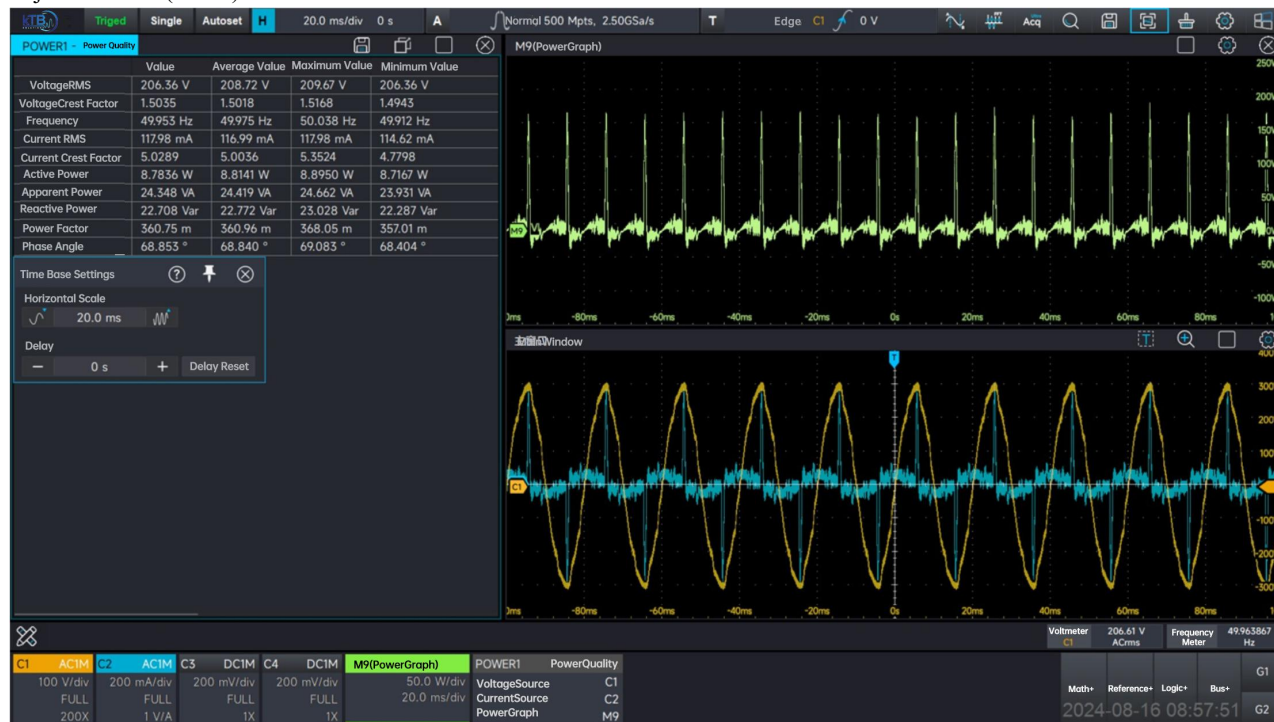 KTB
Triged Single Autoset H 20.0 ms/div 0 s A Normal 500 Mpts, 2.50GSa/s T Edge C1 0 V Acq
POWER1 - Power Quality
Value Average Value Maximum Value Minimum Value
VoltageRMS 206.36 V 208.72 V 209.67 V 206.36 V
VoltageCrest Factor 1.5035 1.5018 1.5168 1.4943
Frequency 49.953 Hz 49.975 Hz 50.038 Hz 49.912 Hz
Current RMS 117.98 mA 116.99 mA 117.98 mA 114.62 mA
Current Crest Factor 5.0289 5.0036 5.3524 4.7798
Active Power 8.7836 W 8.8141 W 8.8950 W 8.7167 W
Apparent Power 24.348 VA 24.419 VA 24.662 VA 23.931 VA
Reactive Power 22.708 Var 22.772 Var 23.028 Var 22.287 Var
Power Factor 360.75 m 360.96 m 368.05 m 357.01 m
Phase Angle 68.853 ° 68.840 ° 69.083 ° 68.404 °
Time Base Settings
Horizontal Scale
20.0 ms
Delay
− 0 s + Delay Reset
M9(PowerGraph)
250
200
150
100
50
M9
-50
-100
-80ms -60ms -40ms -20ms 0s 20ms 40ms 60ms 80ms
Window
T
400
300
200
100
C1
-100
-200
-300
-80ms -60ms -40ms -20ms 0s 20ms 40ms 60ms 80ms
Voltmeter 206.61 V Frequency 49.963867
C1 ACrms Meter Hz
C1 AC1M C2 AC1M C3 DC1M C4 DC1M M9(PowerGraph) POWER1 PowerQuality
100 V/div 200 mA/div 200 mV/div 200 mV/div 50.0 W/div VoltageSource C1
FULL FULL FULL FULL 20.0 ms/div CurrentSource C2
200X 1 V/A 1X 1X PowerGraph M9
Math+ Reference+ Logic+ Bus+ G1
2024-08-16 08:57:51 G2